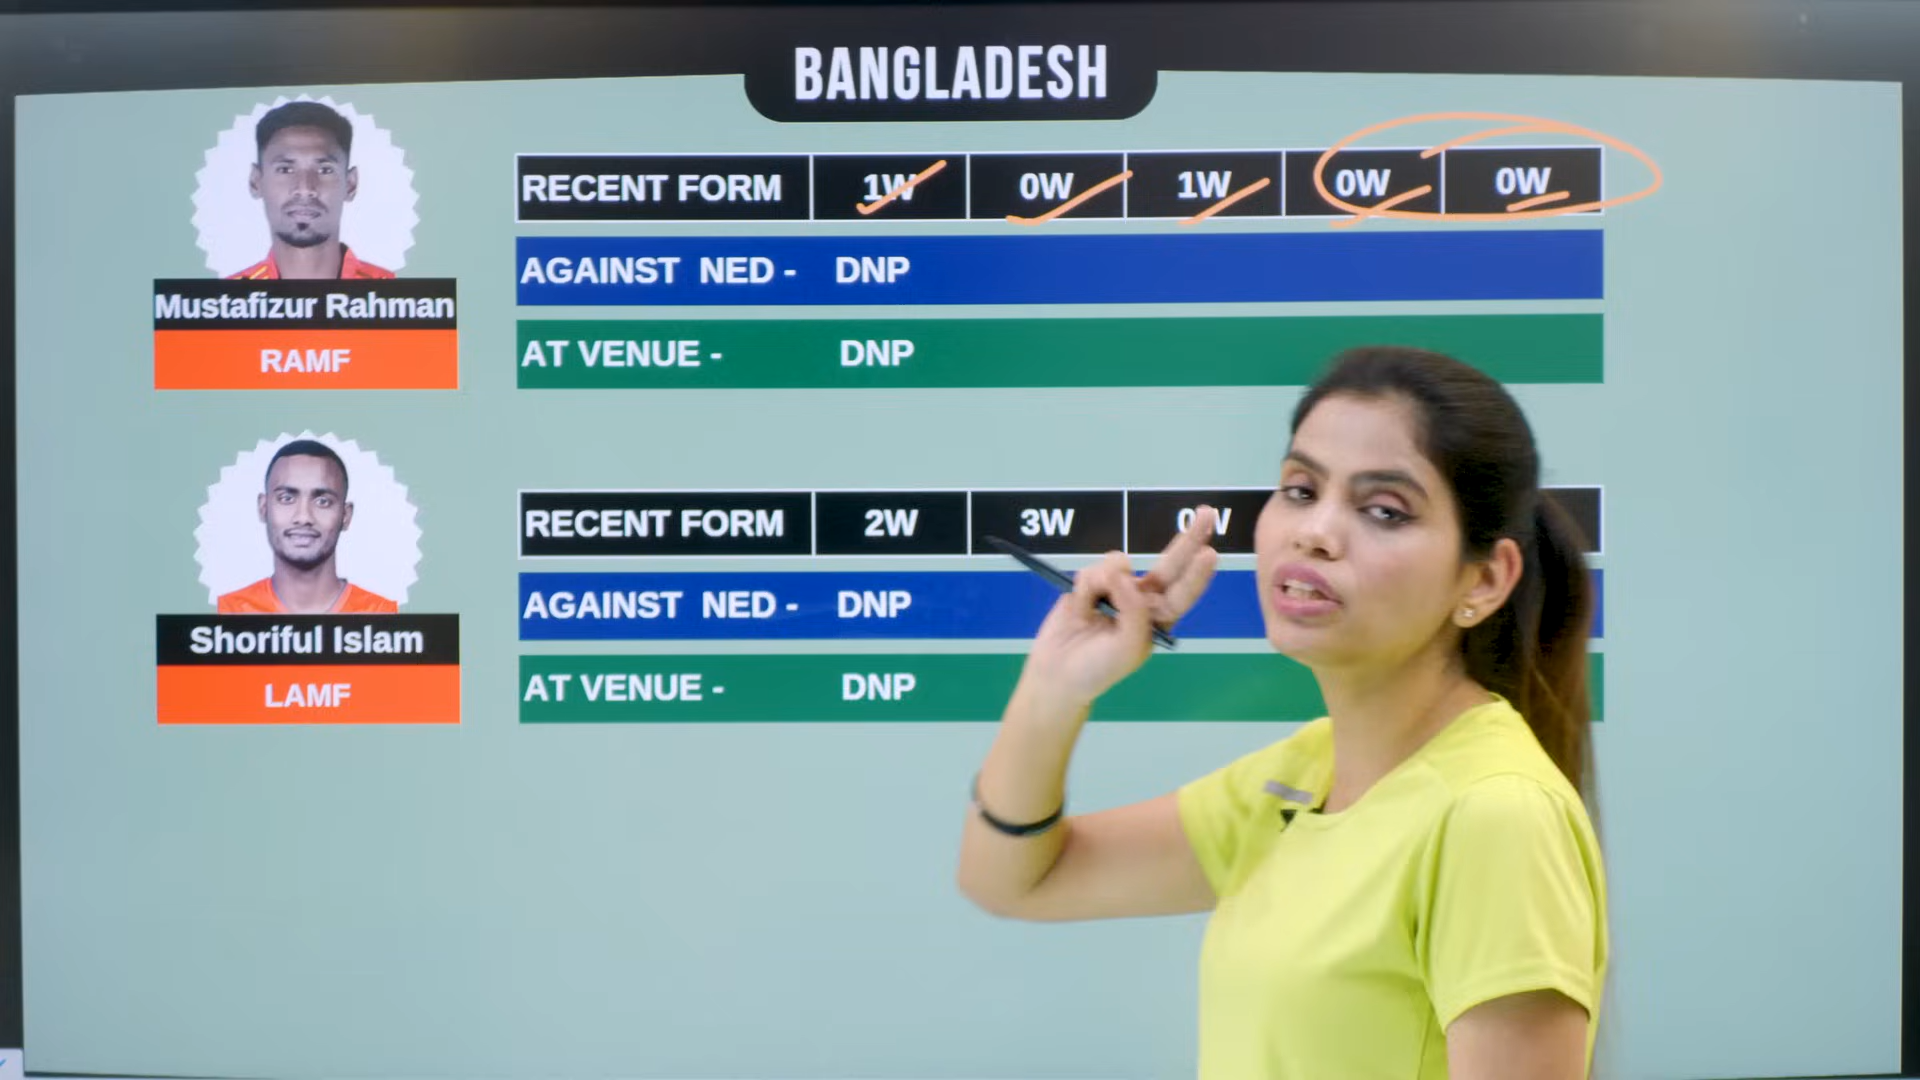 BANGLADESH
RECENT FORM 1W 0W 1W 0W 0W
AGAINST NED - DNP
AT VENUE - DNP
Mustafizur Rahman
RAMF
RECENT FORM 2W 3W 0W
AGAINST NED - DNP
AT VENUE - DNP
Shoriful Islam
LAMF